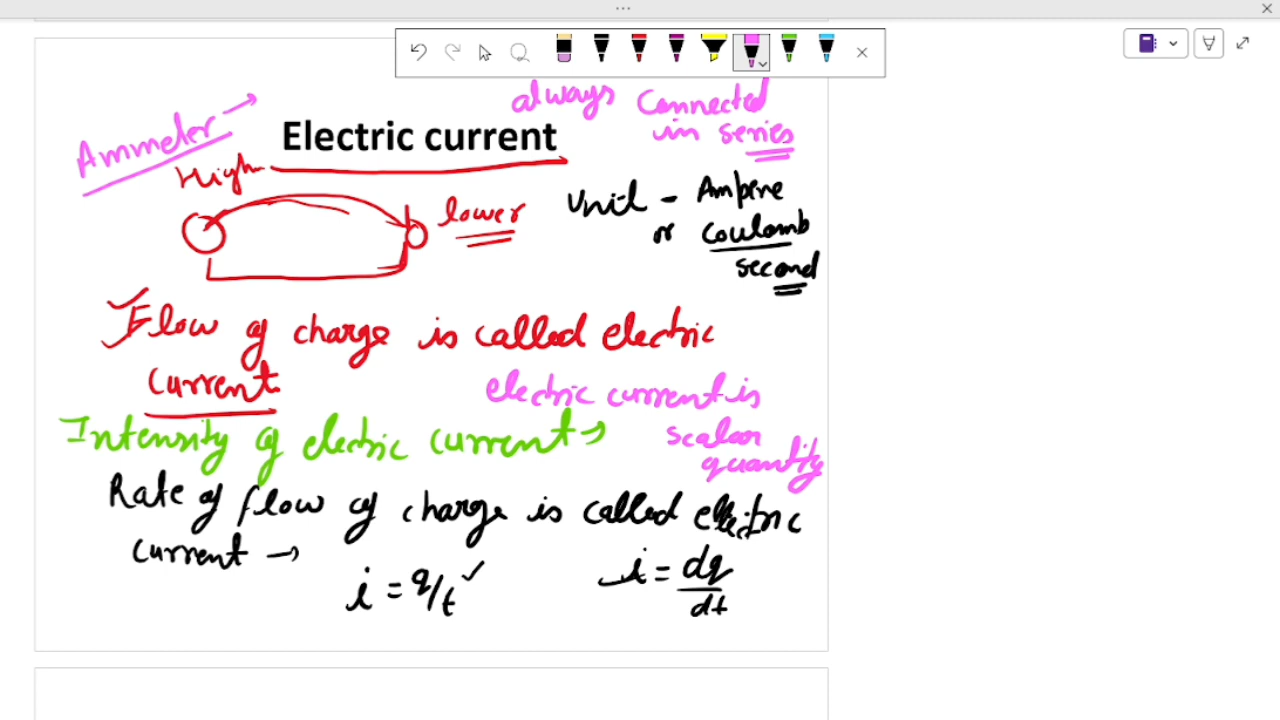 always Connected
in series
Ammeter →
Electric current
High
lower
Unit - Ampere
or coulomb
second
Flow of charge is called electric
current
electric current is
scalar
quantity
Intensity of electric current →
Rate of flow of charge is called electric
current →
i = q/t ✓
i = dq
dt